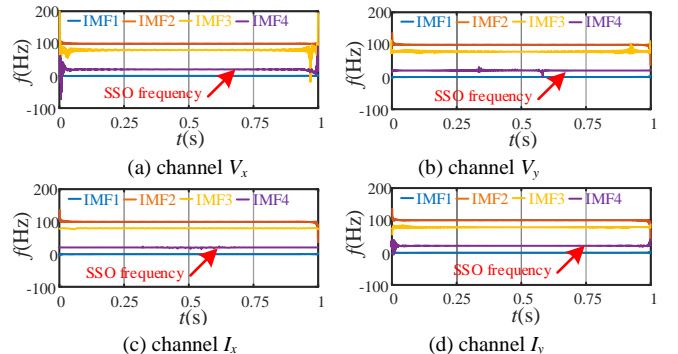 IMF1 IMF2 IMF3 IMF4
200
100
0
-100
f(Hz)
SSO frequency
0 0.25 0.5 0.75 1
t(s)
(a) channel Vx
IMF1 IMF2 IMF3 IMF4
200
100
0
-100
f(Hz)
SSO frequency
0 0.25 0.5 0.75 1
t(s)
(b) channel Vy
IMF1 IMF2 IMF3 IMF4
200
100
0
-100
f(Hz)
SSO frequency
0 0.25 0.5 0.75 1
t(s)
(c) channel Ix
IMF1 IMF2 IMF3 IMF4
200
100
0
-100
f(Hz)
SSO frequency
0 0.25 0.5 0.75 1
t(s)
(d) channel Iy